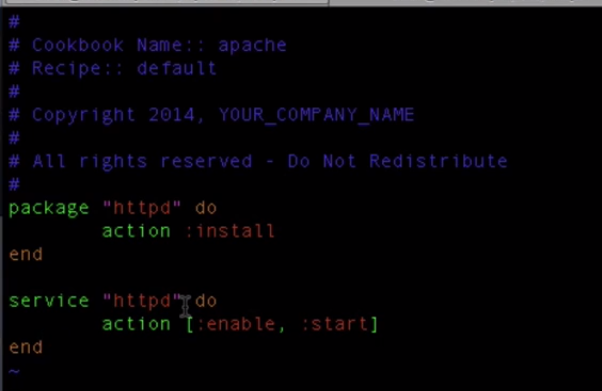 #
# Cookbook Name:: apache
# Recipe:: default
#
# Copyright 2014, YOUR_COMPANY_NAME
#
# All rights reserved - Do Not Redistribute
#
package "httpd" do
        action :install
end

service "httpd" do
        action [:enable, :start]
end
~